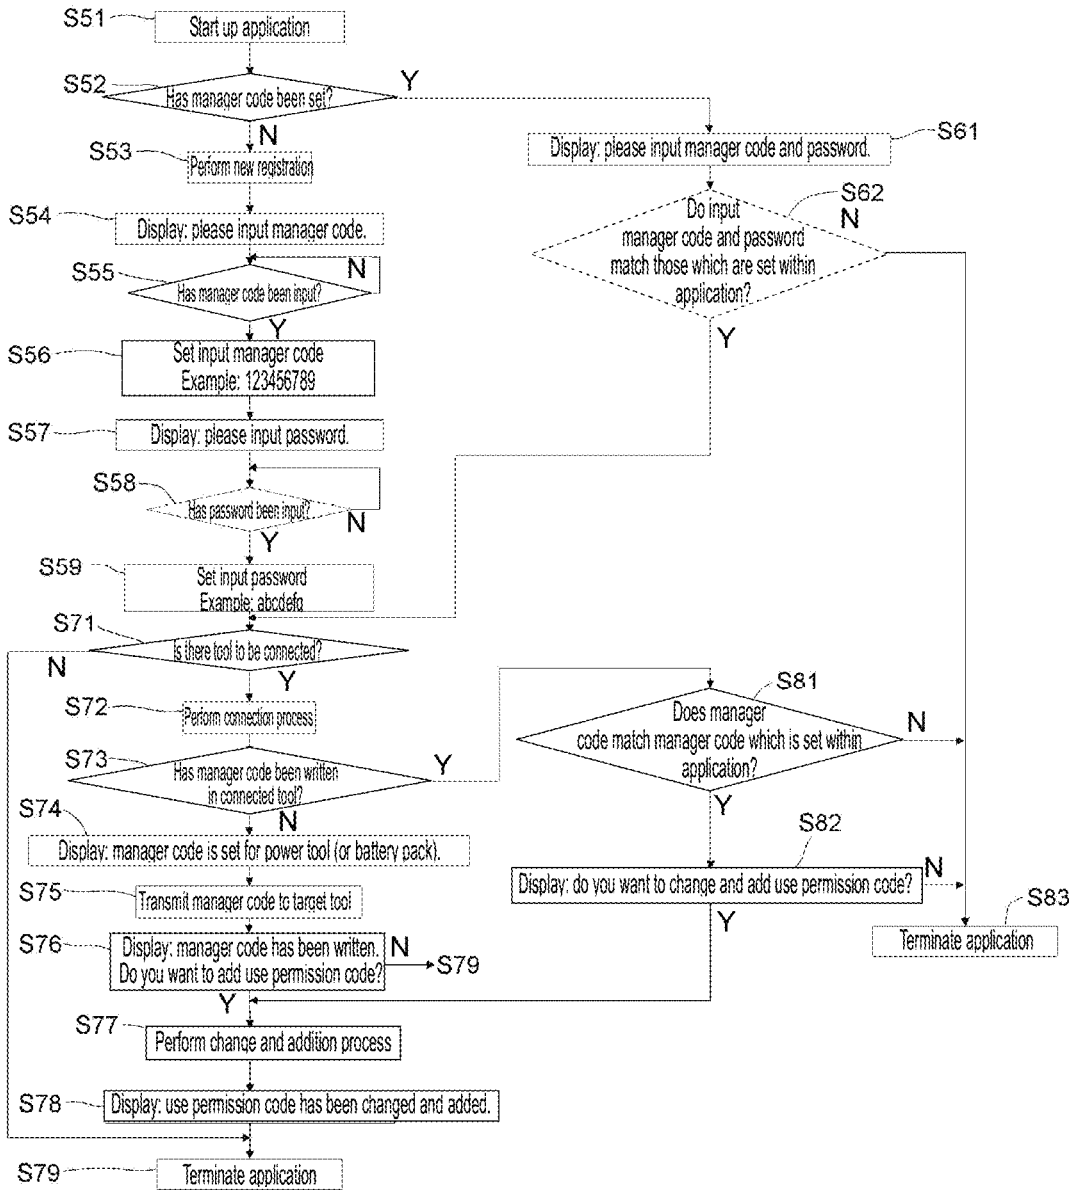 S51
Start up application
S52
Has manager code been set?
Y
N
S53
Perform new registration
S54
Display: please input manager code.
S55
Has manager code been input?
N
Y
S56
Set input manager code
Example: 123456789
S57
Display: please input password.
S58
Has password been input?
N
Y
S59
Set input password
Example: abcdefg
S61
Display: please input manager code and password.
S62
Do input
manager code and password
match those which are set within
application?
N
Y
S71
Is there tool to be connected?
N
Y
S72
Perform connection process
S73
Has manager code been written
in connected tool?
Y
N
S74
Display: manager code is set for power tool (or battery pack).
S75
Transmit manager code to target tool
S76
Display: manager code has been written.
Do you want to add use permission code?
N
S79
Y
S77
Perform change and addition process
S78
Display: use permission code has been changed and added.
S79
Terminate application
S81
Does manager
code match manager code which is set within
application?
N
Y
S82
Display: do you want to change and add use permission code?
N
Y
S83
Terminate application